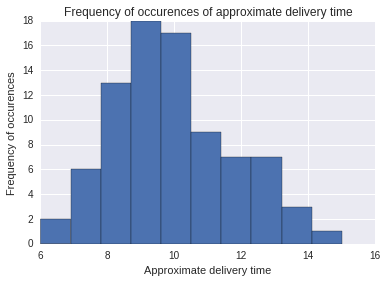 Frequency of occurences of approximate delivery time
Frequency of occurences
18
16
14
12
10
8
6
4
2
0
6 8 10 12 14 16
Approximate delivery time